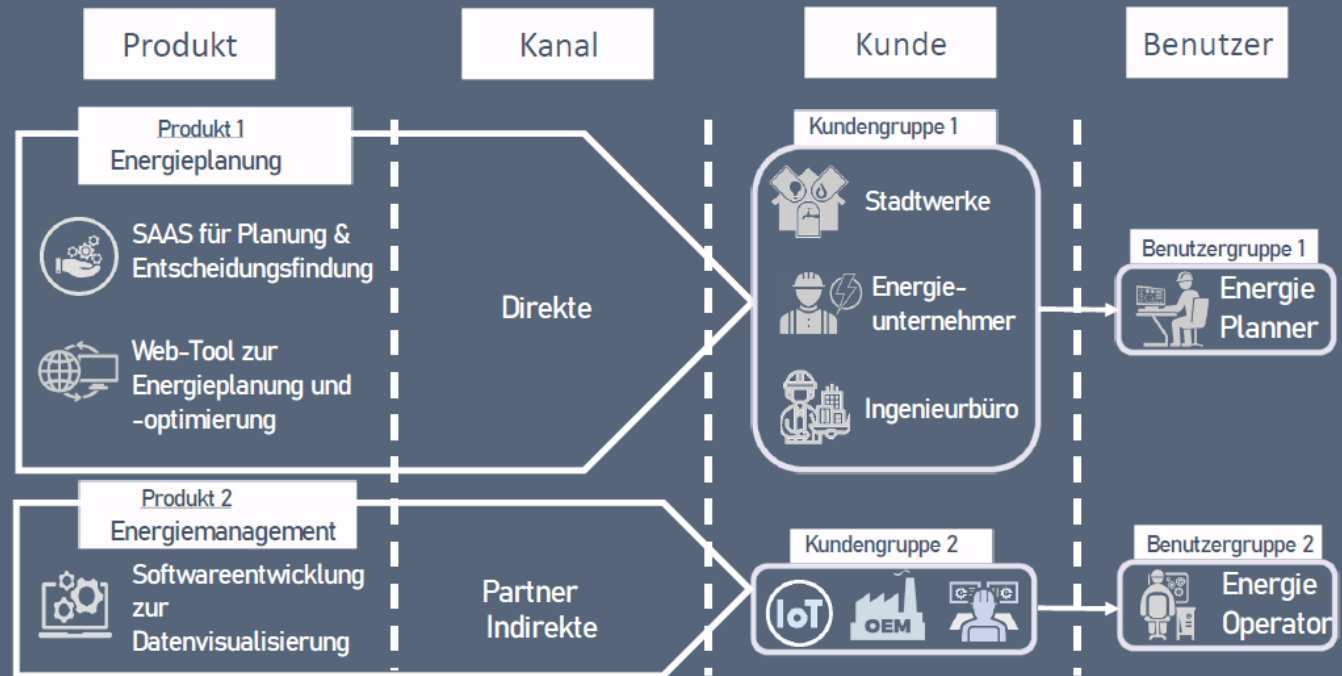 Produkt
Kanal
Kunde
Benutzer
Produkt 1
Energieplanung
SAAS für Planung &
Entscheidungsfindung
Web-Tool zur
Energieplanung und
-optimierung
Direkte
Kundengruppe 1
Stadtwerke
Energie-
unternehmer
Ingenieurbüro
Benutzergruppe 1
Energie
Planner
Produkt 2
Energiemanagement
Softwareentwicklung
zur
Datenvisualisierung
Partner
Indirekte
Kundengruppe 2
IoT
OEM
Benutzergruppe 2
Energie
Operator